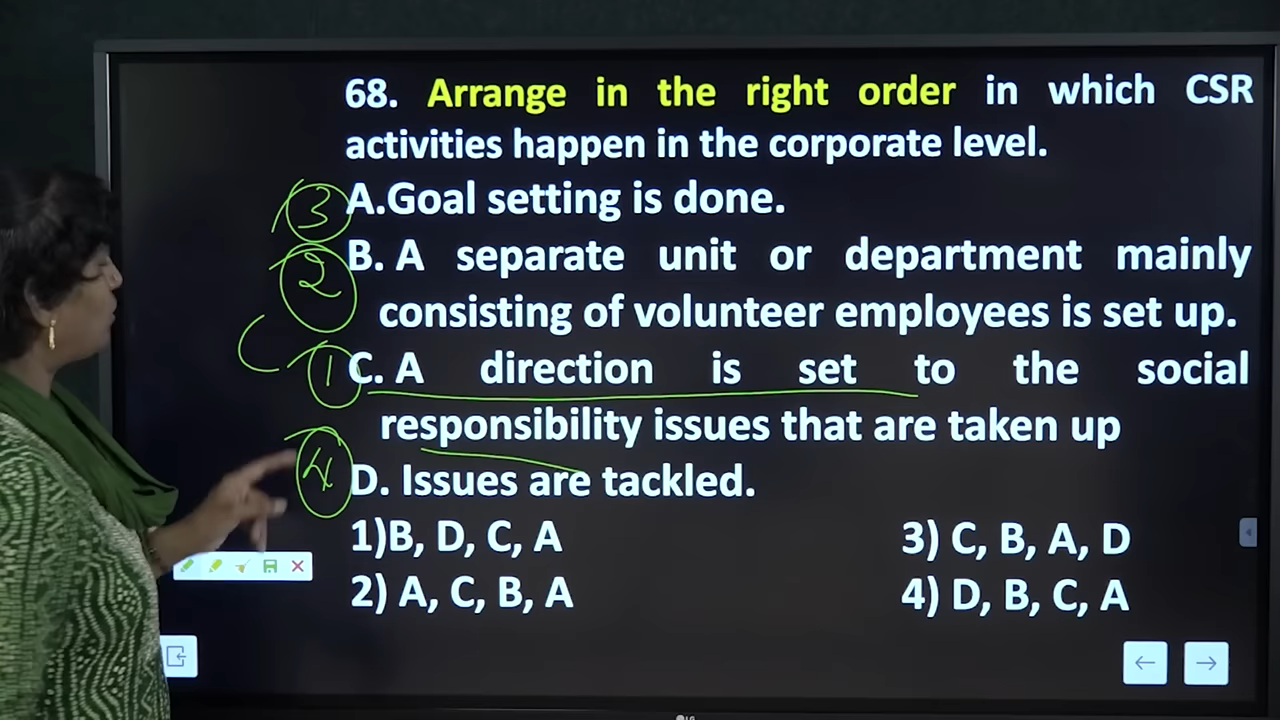 68. Arrange in the right order in which CSR
activities happen in the corporate level.
3 A.Goal setting is done.
2 B. A separate unit or department mainly
consisting of volunteer employees is set up.
1 C. A direction is set to the social
responsibility issues that are taken up
4 D. Issues are tackled.
1)B, D, C, A 3) C, B, A, D
2) A, C, B, A 4) D, B, C, A
LG